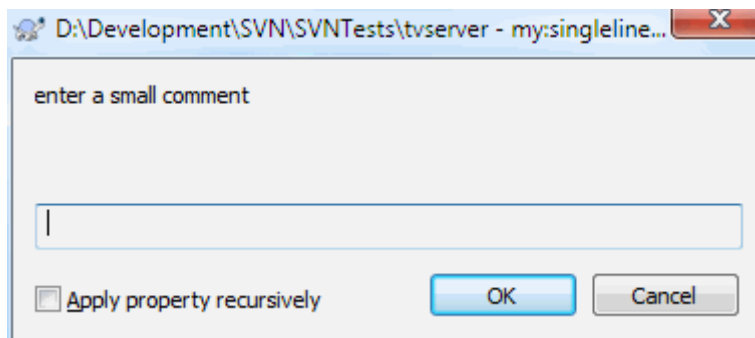 D:\Development\SVN\SVNTests\tvserver - my:singleline...
enter a small comment
Apply property recursively
OK
Cancel